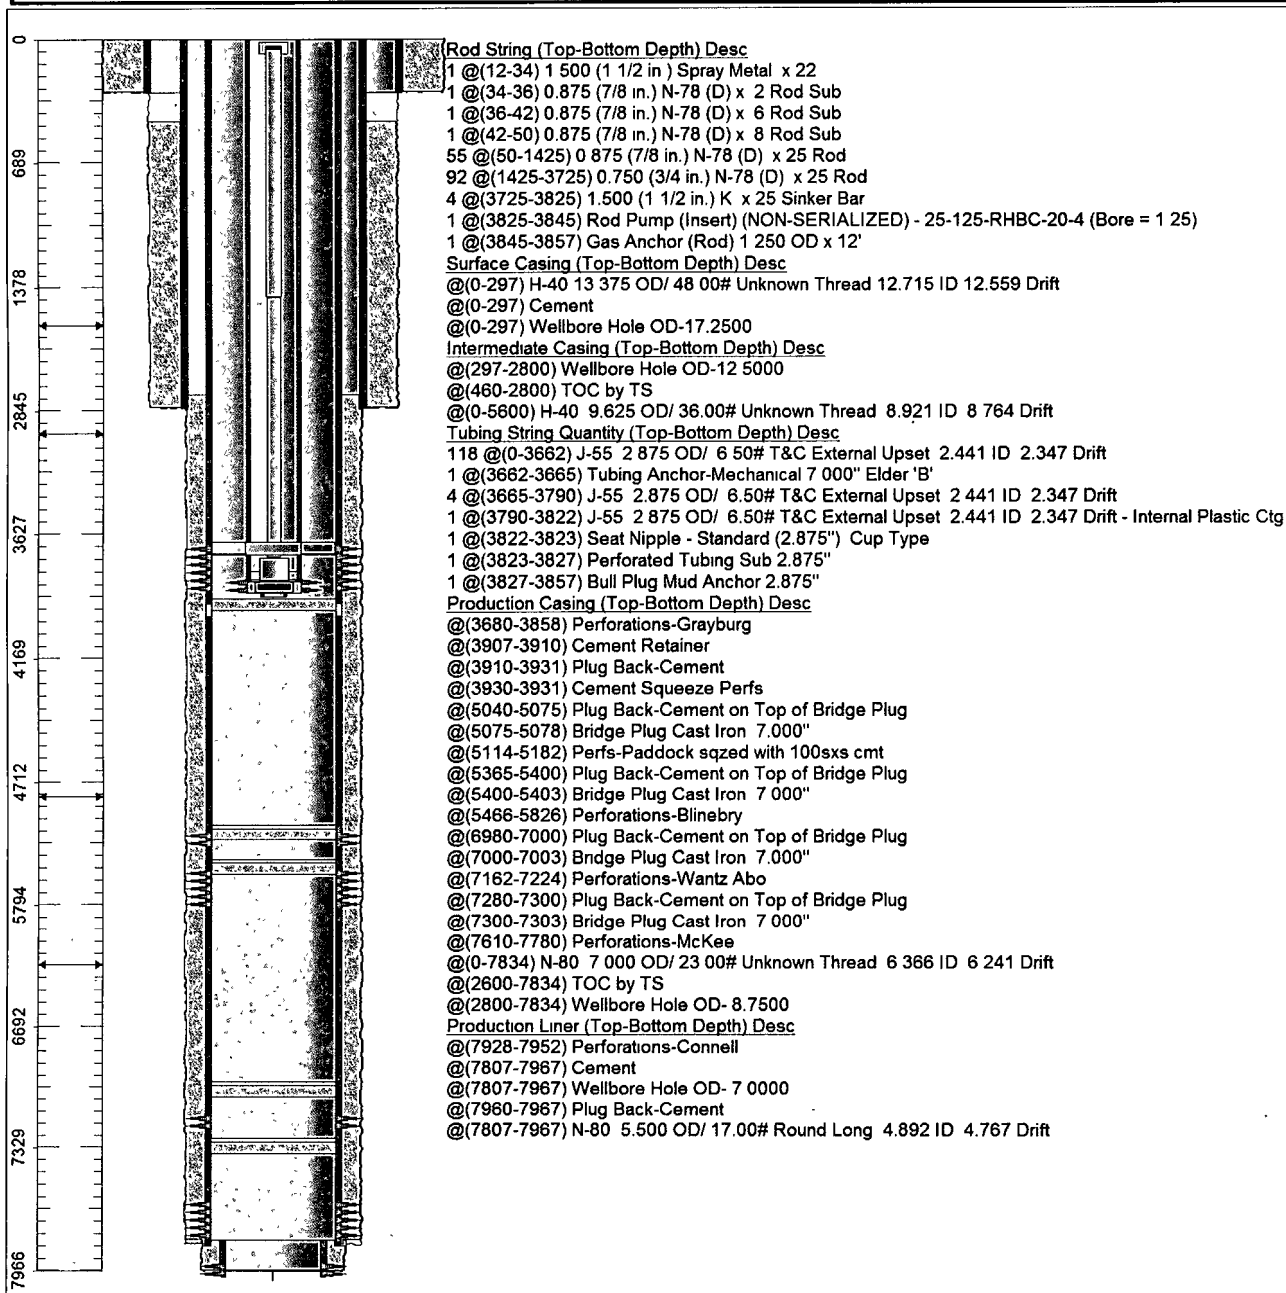 0
689
1378
2845
3627
4169
4712
5794
6692
7329
7966
Rod String (Top-Bottom Depth) Desc
1 @(12-34) 1 500 (1 1/2 in ) Spray Metal x 22
1 @(34-36) 0.875 (7/8 in.) N-78 (D) x 2 Rod Sub
1 @(36-42) 0.875 (7/8 in.) N-78 (D) x 6 Rod Sub
1 @(42-50) 0.875 (7/8 in.) N-78 (D) x 8 Rod Sub
55 @(50-1425) 0 875 (7/8 in.) N-78 (D) x 25 Rod
92 @(1425-3725) 0.750 (3/4 in.) N-78 (D) x 25 Rod
4 @(3725-3825) 1.500 (1 1/2 in.) K x 25 Sinker Bar
1 @(3825-3845) Rod Pump (Insert) (NON-SERIALIZED) - 25-125-RHBC-20-4 (Bore = 1 25)
1 @(3845-3857) Gas Anchor (Rod) 1 250 OD x 12'
Surface Casing (Top-Bottom Depth) Desc
@(0-297) H-40 13 375 OD/ 48 00# Unknown Thread 12.715 ID 12.559 Drift
@(0-297) Cement
@(0-297) Wellbore Hole OD-17.2500
Intermediate Casing (Top-Bottom Depth) Desc
@(297-2800) Wellbore Hole OD-12 5000
@(460-2800) TOC by TS
@(0-5600) H-40 9.625 OD/ 36.00# Unknown Thread 8.921 ID 8 764 Drift
Tubing String Quantity (Top-Bottom Depth) Desc
118 @(0-3662) J-55 2 875 OD/ 6 50# T&C External Upset 2.441 ID 2.347 Drift
1 @(3662-3665) Tubing Anchor-Mechanical 7 000" Elder 'B'
4 @(3665-3790) J-55 2.875 OD/ 6.50# T&C External Upset 2 441 ID 2.347 Drift
1 @(3790-3822) J-55 2 875 OD/ 6.50# T&C External Upset 2.441 ID 2.347 Drift - Internal Plastic Ctg
1 @(3822-3823) Seat Nipple - Standard (2.875") Cup Type
1 @(3823-3827) Perforated Tubing Sub 2.875"
1 @(3827-3857) Bull Plug Mud Anchor 2.875"
Production Casing (Top-Bottom Depth) Desc
@(3680-3858) Perforations-Grayburg
@(3907-3910) Cement Retainer
@(3910-3931) Plug Back-Cement
@(3930-3931) Cement Squeeze Perfs
@(5040-5075) Plug Back-Cement on Top of Bridge Plug
@(5075-5078) Bridge Plug Cast Iron 7.000"
@(5114-5182) Perfs-Paddock sqzed with 100sxs cmt
@(5365-5400) Plug Back-Cement on Top of Bridge Plug
@(5400-5403) Bridge Plug Cast Iron 7 000"
@(5466-5826) Perforations-Blinebry
@(6980-7000) Plug Back-Cement on Top of Bridge Plug
@(7000-7003) Bridge Plug Cast Iron 7.000"
@(7162-7224) Perforations-Wantz Abo
@(7280-7300) Plug Back-Cement on Top of Bridge Plug
@(7300-7303) Bridge Plug Cast Iron 7 000"
@(7610-7780) Perforations-McKee
@(0-7834) N-80 7 000 OD/ 23 00# Unknown Thread 6 366 ID 6 241 Drift
@(2600-7834) TOC by TS
@(2800-7834) Wellbore Hole OD- 8.7500
Production Liner (Top-Bottom Depth) Desc
@(7928-7952) Perforations-Connell
@(7807-7967) Cement
@(7807-7967) Wellbore Hole OD- 7 0000
@(7960-7967) Plug Back-Cement
@(7807-7967) N-80 5.500 OD/ 17.00# Round Long 4.892 ID 4.767 Drift